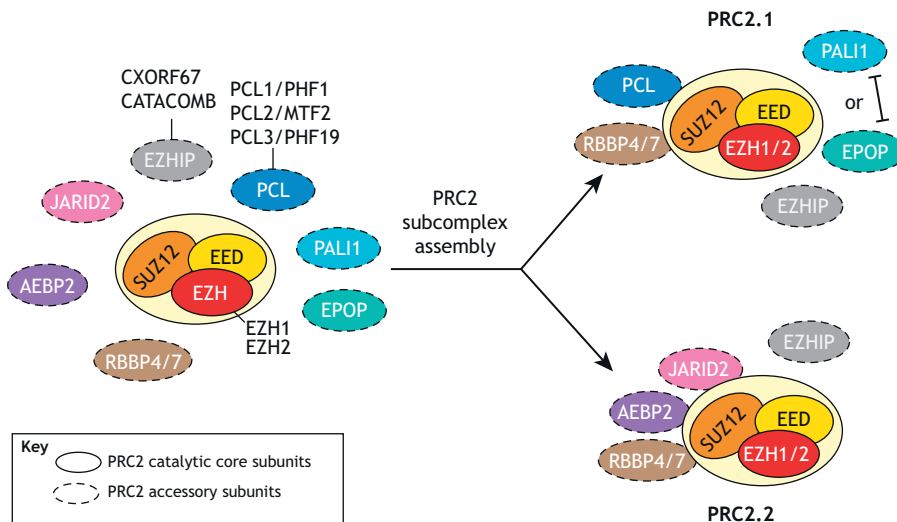 PRC2.1
CXORF67
CATACOMB
PCL1/PHF1
PCL2/MTF2
PCL3/PHF19
EZHIP
JARID2
PCL
AEBP2
SUZ12
EED
EZH
PALI1
EPOP
EZH1
EZH2
RBBP4/7
PRC2
subcomplex
assembly
PCL
RBBP4/7
SUZ12
EED
EZH1/2
PALI1
or
EPOP
EZHIP
EZHIP
JARID2
AEBP2
RBBP4/7
SUZ12
EED
EZH1/2
PRC2.2
Key
PRC2 catalytic core subunits
PRC2 accessory subunits